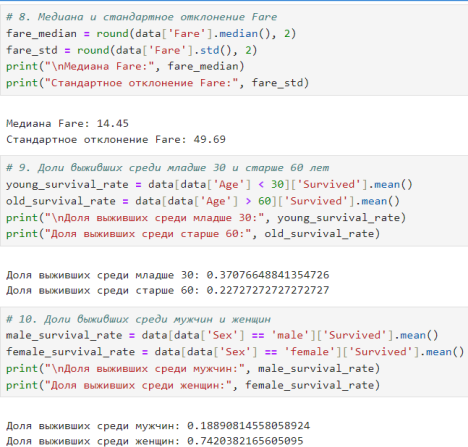 # 8. Медиана и стандартное отклонение Fare
fare_median = round(data['Fare'].median(), 2)
fare_std = round(data['Fare'].std(), 2)
print("\nМедиана Fare:", fare_median)
print("Стандартное отклонение Fare:", fare_std)
Медиана Fare: 14.45
Стандартное отклонение Fare: 49.69
# 9. Доли выживших среди младше 30 и старше 60 лет
young_survival_rate = data[data['Age'] < 30]['Survived'].mean()
old_survival_rate = data[data['Age'] > 60]['Survived'].mean()
print("\nДоля выживших среди младше 30:", young_survival_rate)
print("Доля выживших среди старше 60:", old_survival_rate)
Доля выживших среди младше 30: 0.37076648841354726
Доля выживших среди старше 60: 0.22727272727272727
# 10. Доли выживших среди мужчин и женщин
male_survival_rate = data[data['Sex'] == 'male']['Survived'].mean()
female_survival_rate = data[data['Sex'] == 'female']['Survived'].mean()
print("\nДоля выживших среди мужчин:", male_survival_rate)
print("Доля выживших среди женщин:", female_survival_rate)
Доля выживших среди мужчин: 0.18890814558058924
Доля выживших среди женщин: 0.7420382165605095